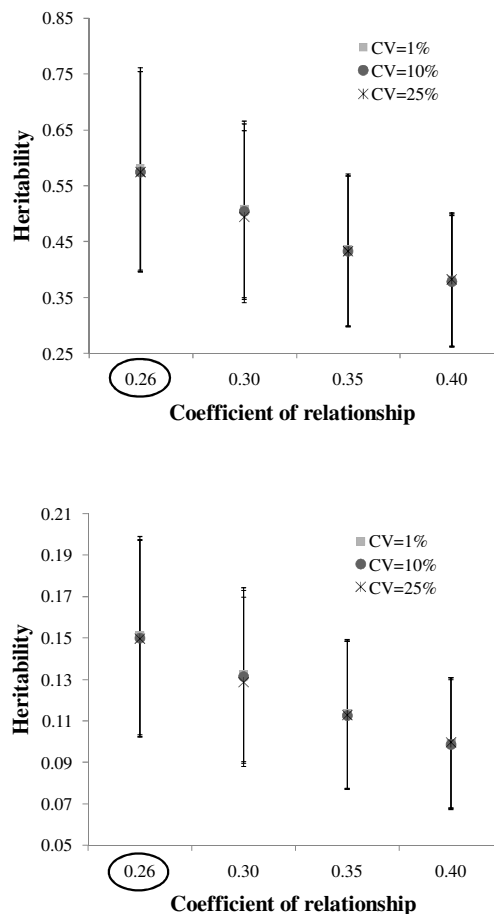 0.85
0.75
0.65
0.55
0.45
0.35
0.25
Heritability
CV=1%
CV=10%
CV=25%
0.26 0.30 0.35 0.40
Coefficient of relationship
0.21
0.19
0.17
0.15
0.13
0.11
0.09
0.07
0.05
Heritability
CV=1%
CV=10%
CV=25%
0.26 0.30 0.35 0.40
Coefficient of relationship